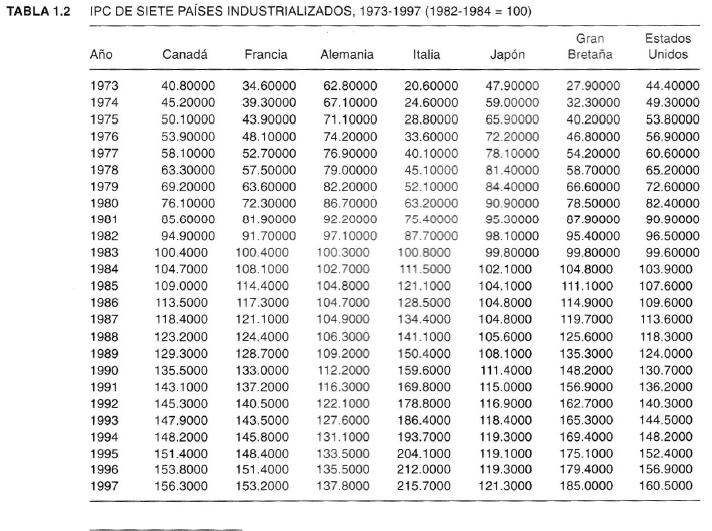 TABLA 1.2 IPC DE SIETE PAÍSES INDUSTRIALIZADOS, 1973-1997 (1982-1984 = 100)
Gran Estados
Año Canadá Francia Alemania Italia Japón Bretaña Unidos
1973 40.80000 34.60000 62.80000 20.60000 47.90000 27.90000 44.40000
1974 45.20000 39.30000 67.10000 24.60000 59.00000 32.30000 49.30000
1975 50.10000 43.90000 71.10000 28.80000 65.90000 40.20000 53.80000
1976 53.90000 48.10000 74.20000 33.60000 72.20000 46.80000 56.90000
1977 58.10000 52.70000 76.90000 40.10000 78.10000 54.20000 60.60000
1978 63.30000 57.50000 79.00000 45.10000 81.40000 58.70000 65.20000
1979 69.20000 63.60000 82.20000 52.10000 84.40000 66.60000 72.60000
1980 76.10000 72.30000 86.70000 63.20000 90.90000 78.50000 82.40000
1981 85.60000 81.90000 92.20000 75.40000 95.30000 87.90000 90.90000
1982 94.90000 91.70000 97.10000 87.70000 98.10000 95.40000 96.50000
1983 100.4000 100.4000 100.3000 100.8000 99.80000 99.80000 99.60000
1984 104.7000 108.1000 102.7000 111.5000 102.1000 104.8000 103.9000
1985 109.0000 114.4000 104.8000 121.1000 104.1000 111.1000 107.6000
1986 113.5000 117.3000 104.7000 128.5000 104.8000 114.9000 109.6000
1987 118.4000 121.1000 104.9000 134.4000 104.8000 119.7000 113.6000
1988 123.2000 124.4000 106.3000 141.1000 105.6000 125.6000 118.3000
1989 129.3000 128.7000 109.2000 150.4000 108.1000 135.3000 124.0000
1990 135.5000 133.0000 112.2000 159.6000 111.4000 148.2000 130.7000
1991 143.1000 137.2000 116.3000 169.8000 115.0000 156.9000 136.2000
1992 145.3000 140.5000 122.1000 178.8000 116.9000 162.7000 140.3000
1993 147.9000 143.5000 127.6000 186.4000 118.4000 165.3000 144.5000
1994 148.2000 145.8000 131.1000 193.7000 119.3000 169.4000 148.2000
1995 151.4000 148.4000 133.5000 204.1000 119.1000 175.1000 152.4000
1996 153.8000 151.4000 135.5000 212.0000 119.3000 179.4000 156.9000
1997 156.3000 153.2000 137.8000 215.7000 121.3000 185.0000 160.5000